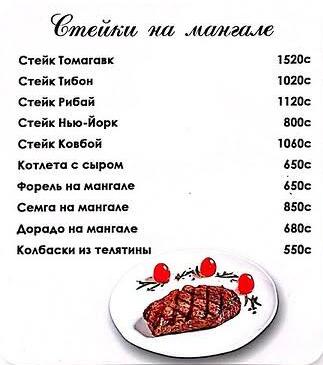 Стейки на мангале
Стейк Томагавк 1520с
Стейк Тибон 1020с
Стейк Рибай 1120с
Стейк Нью-Йорк 800с
Стейк Ковбой 1060с
Котлета с сыром 650с
Форель на мангале 650с
Семга на мангале 850с
Дорадо на мангале 680с
Колбаски из телятины 550с